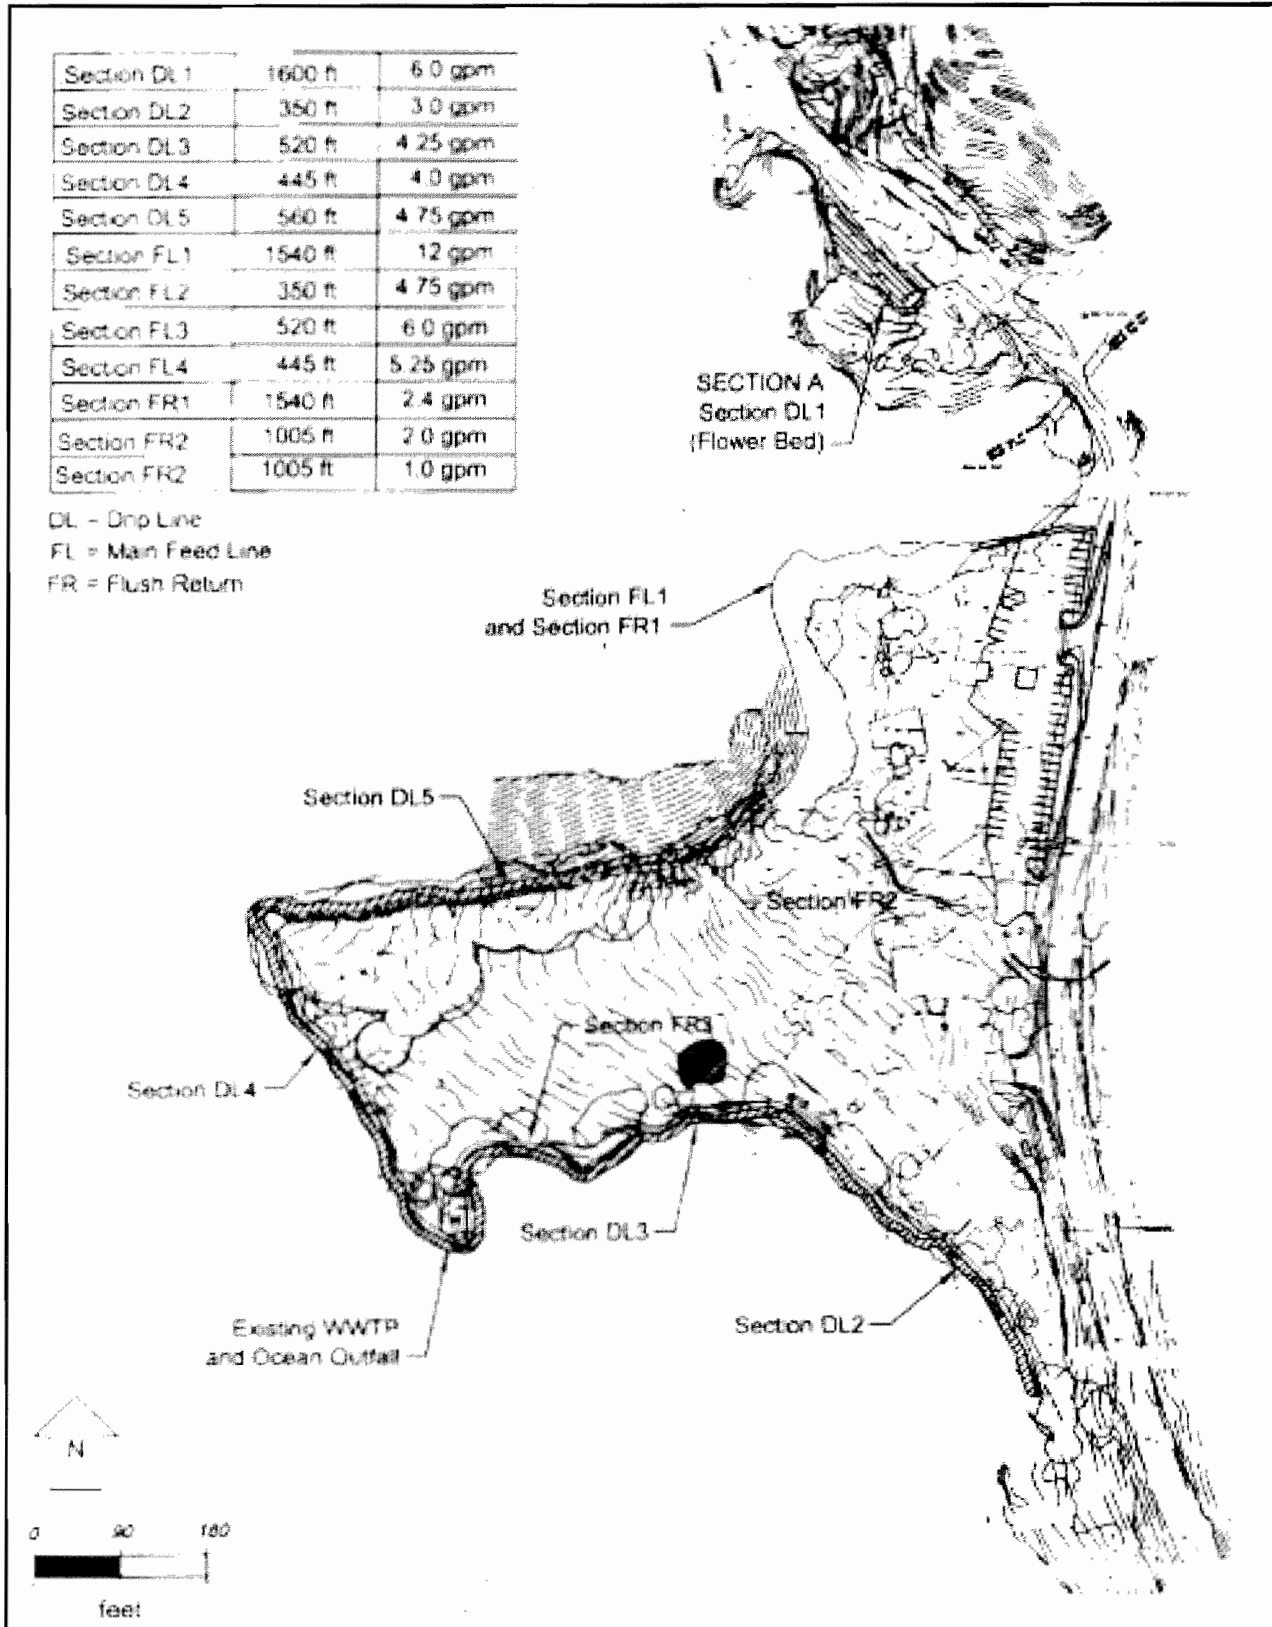 Section DL1 1600 ft 6.0 gpm
Section DL2 350 ft 3.0 gpm
Section DL3 520 ft 4.25 gpm
Section DL4 445 ft 4.0 gpm
Section DL5 560 ft 4.75 gpm
Section FL1 1540 ft 12 gpm
Section FL2 350 ft 4.75 gpm
Section FL3 520 ft 6.0 gpm
Section FL4 445 ft 5.25 gpm
Section FR1 1540 ft 2.4 gpm
Section FR2 1005 ft 2.0 gpm
Section FR2 1005 ft 1.0 gpm
DL - Drip Line
FL = Main Feed Line
FR = Flush Return
SECTION A
Section DL1
(Flower Bed)
Section FL1
and Section FR1
Section DL5
Section FR2
Section FR3
Section DL4
Section DL3
Section DL2
Existing WWTP
and Ocean Outfall
N
0 90 180
feet